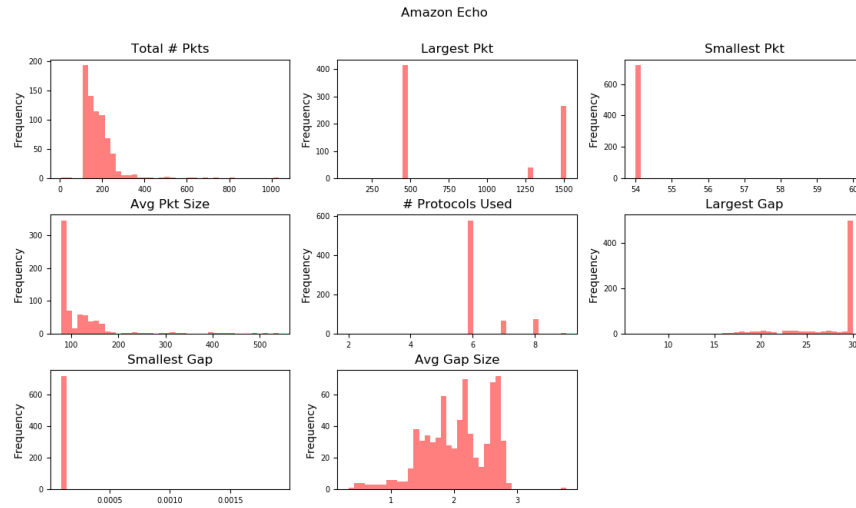 Amazon Echo
Total # Pkts
Largest Pkt
Smallest Pkt
Frequency
200
150
100
50
0
0 200 400 600 800 1000
Frequency
400
300
200
100
0
250 500 750 1000 1250 1500
Frequency
600
400
200
0
54 55 56 57 58 59 60
Avg Pkt Size
# Protocols Used
Largest Gap
Frequency
300
200
100
0
100 200 300 400 500
Frequency
600
400
200
0
2 4 6 8
Frequency
400
200
0
10 15 20 25 30
Smallest Gap
Avg Gap Size
Frequency
600
400
200
0
0.0005 0.0010 0.0015
Frequency
60
40
20
0
1 2 3